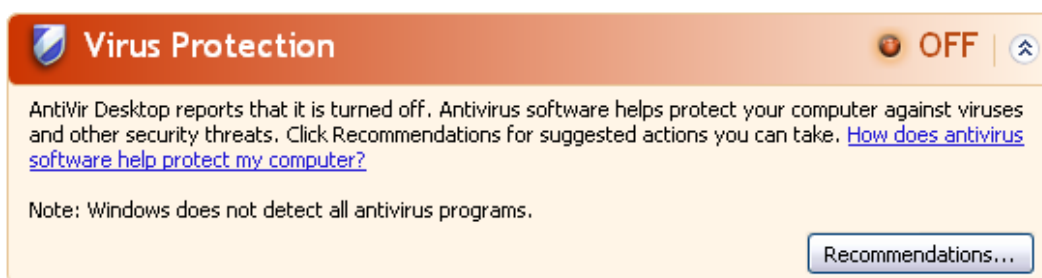 Virus Protection
OFF
AntiVir Desktop reports that it is turned off. Antivirus software helps protect your computer against viruses
and other security threats. Click Recommendations for suggested actions you can take. How does antivirus
software help protect my computer?
Note: Windows does not detect all antivirus programs.
Recommendations...